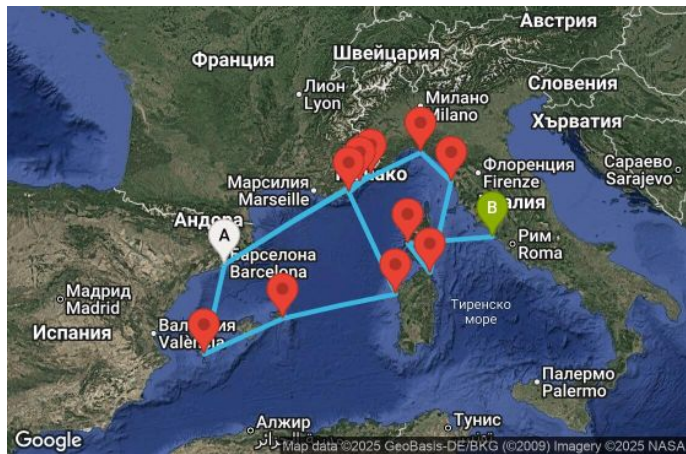 Австрия
Швейцария
Франция
Словения
Лион
Lyon
Милано
Milano
Хърватия
Сараево
Sarajevo
Флоренция
Firenze
Марсилия
Marseille
Андора
A
B
Барселона
Barcelona
Рим
Roma
Мадрид
Madrid
Тиренско
море
Испания
València
Палермо
Palermo
Алжир
Тунис
Google
Map data ©2025 GeoBasis-DE/BKG (©2009) Imagery ©2025 NASA